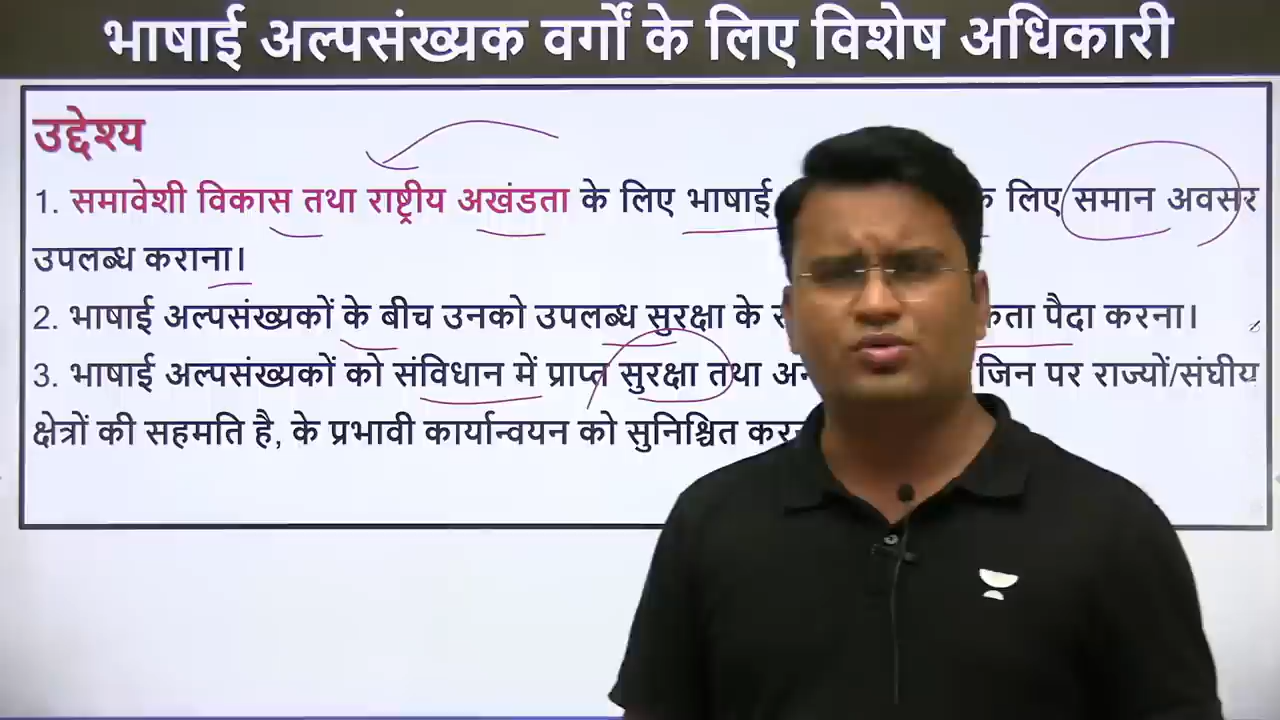 भाषाई अल्पसंख्यक वर्गों के लिए विशेष अधिकारी
उद्देश्य
1. समावेशी विकास तथा राष्ट्रीय अखंडता के लिए भाषाई लिए समान अवसर
उपलब्ध कराना।
2. भाषाई अल्पसंख्यकों के बीच उनको उपलब्ध सुरक्षा के पैदा करना।
3. भाषाई अल्पसंख्यकों को संविधान में प्राप्त सुरक्षा तथा जिन पर राज्यों/संघीय
क्षेत्रों की सहमति है, के प्रभावी कार्यान्वयन को सुनिश्चित